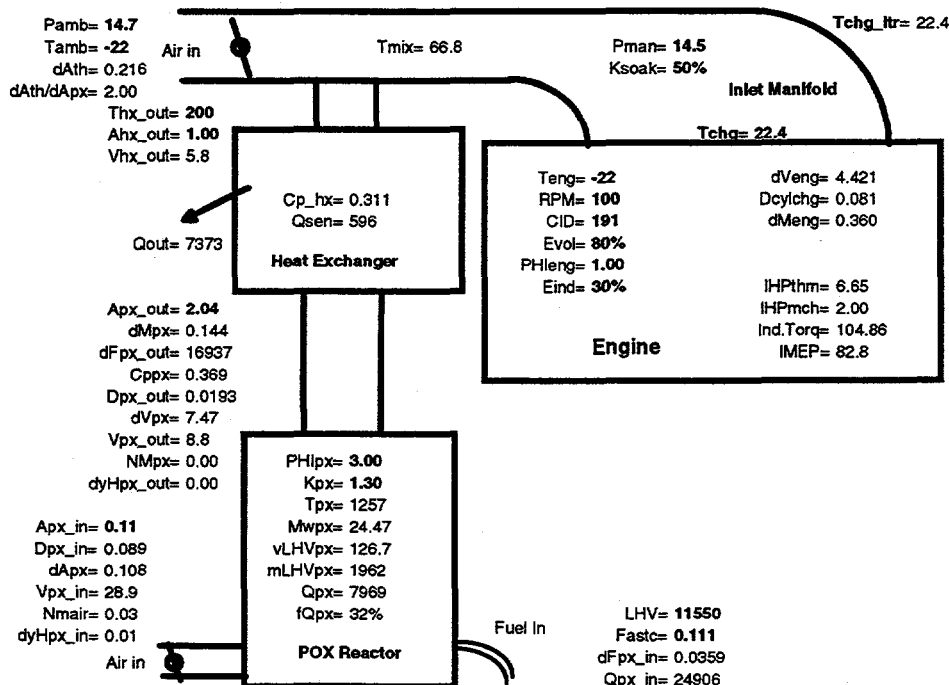 Pamb= 14.7
Tamb= -22
dAth= 0.216
dAth/dApx= 2.00
Air in
Tmix= 66.8
Pman= 14.5
Ksoak= 50%
Tchg_itr= 22.4
Inlet Manifold
Thx_out= 200
Ahx_out= 1.00
Vhx_out= 5.8
Tchg= 22.4
Cp_hx= 0.311
Qsen= 596
Heat Exchanger
Qout= 7373
Teng= -22
RPM= 100
CID= 191
Evol= 80%
PHIeng= 1.00
Eind= 30%
dVeng= 4.421
Dcylchg= 0.081
dMeng= 0.360
IHPthm= 6.65
IHPmch= 2.00
Ind.Torq= 104.86
IMEP= 82.8
Engine
Apx_out= 2.04
dMpx= 0.144
dFpx_out= 16937
Cppx= 0.369
Dpx_out= 0.0193
dVpx= 7.47
Vpx_out= 8.8
NMpx= 0.00
dyHpx_out= 0.00
PHIpx= 3.00
Kpx= 1.30
Tpx= 1257
Mwpx= 24.47
vLHVpx= 126.7
mLHVpx= 1962
Qpx= 7969
fQpx= 32%
POX Reactor
Apx_in= 0.11
Dpx_in= 0.089
dApx= 0.108
Vpx_in= 28.9
Nmair= 0.03
dyHpx_in= 0.01
Air in
Fuel In
LHV= 11550
Fastc= 0.111
dFpx_in= 0.0359
Qpx_in= 24906